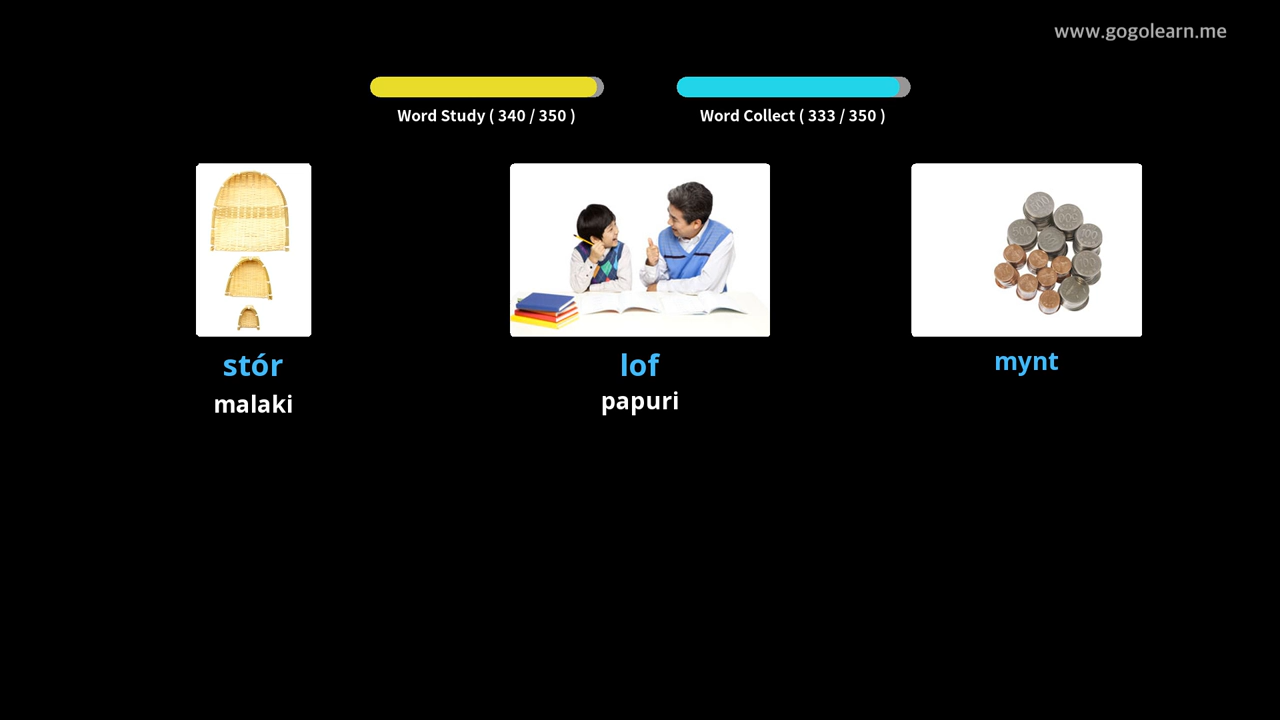 www.gogolearn.me
Word Study ( 340 / 350 )
Word Collect ( 333 / 350 )
stór
malaki
lof
papuri
mynt